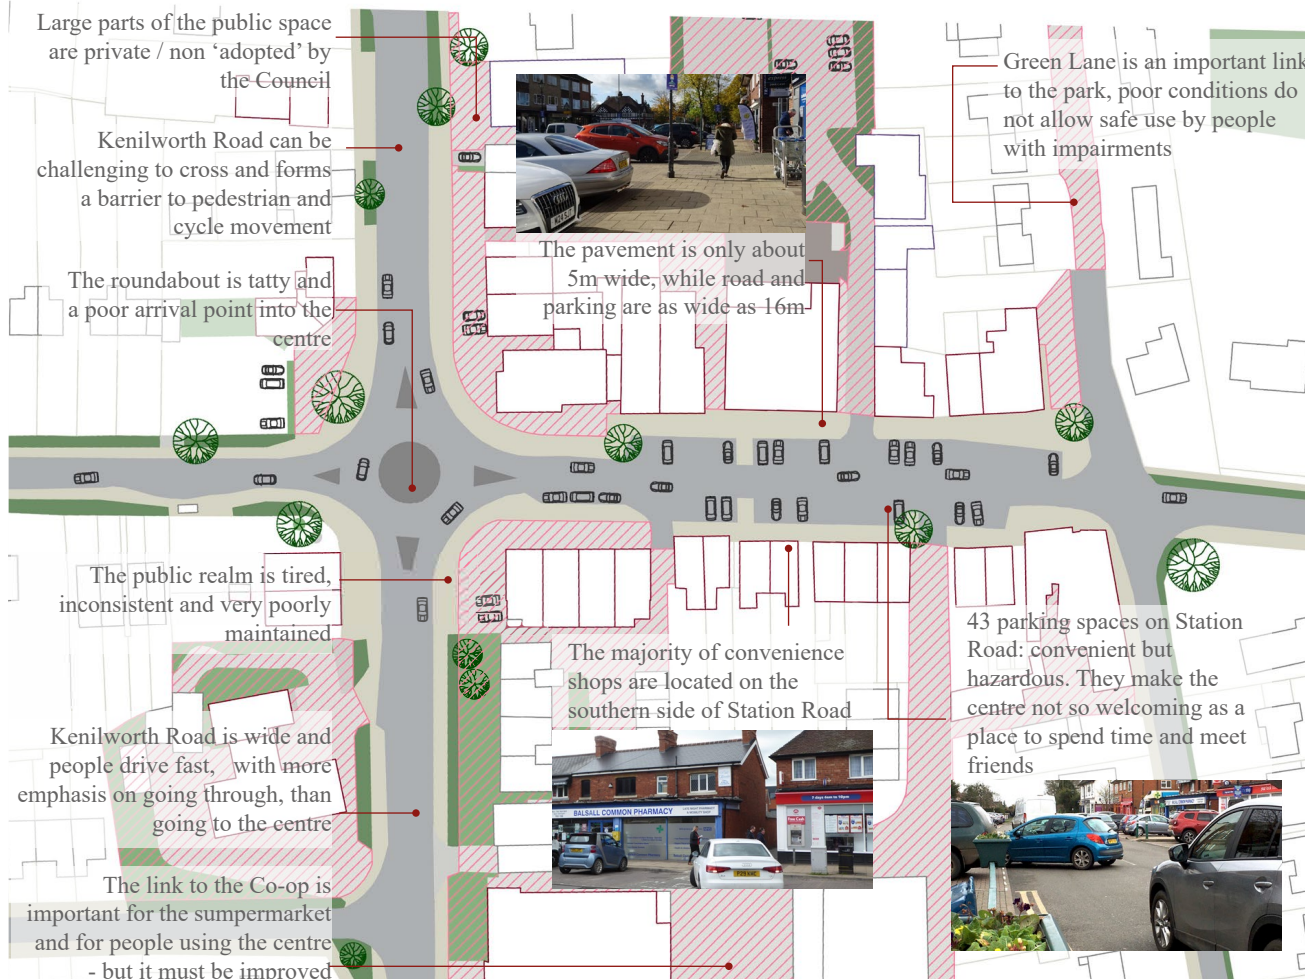 Large parts of the public space
are private / non ‘adopted’ by
the Council
Kenilworth Road can be
challenging to cross and forms
a barrier to pedestrian and
cycle movement
The roundabout is tatty and
a poor arrival point into the
centre
The pavement is only about
5m wide, while road and
parking are as wide as 16m
Green Lane is an important link
to the park, poor conditions do
not allow safe use by people
with impairments
The public realm is tired,
inconsistent and very poorly
maintained
Kenilworth Road is wide and
people drive fast, with more
emphasis on going through, than
going to the centre
The link to the Co-op is
important for the sumpermarket
and for people using the centre
- but it must be improved
The majority of convenience
shops are located on the
southern side of Station Road
BALSALL COMMON PHARMACY
43 parking spaces on Station
Road: convenient but
hazardous. They make the
centre not so welcoming as a
place to spend time and meet
friends